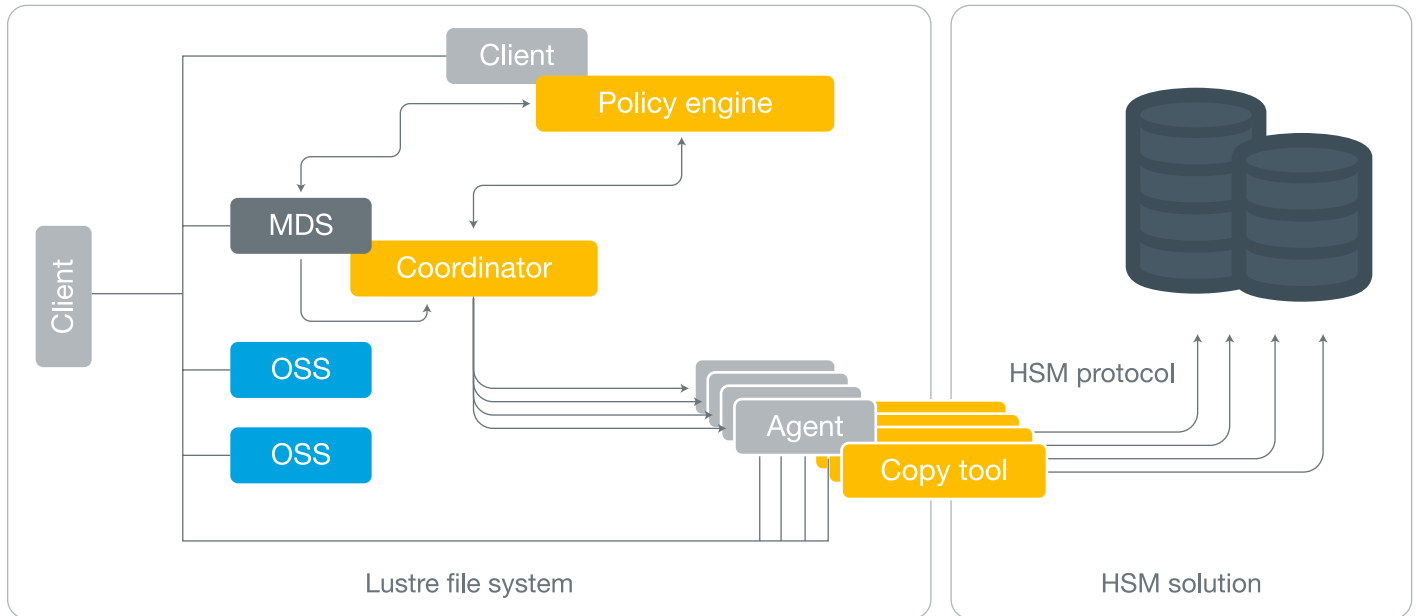 Client
Policy engine
MDS
Client
Coordinator
OSS
HSM protocol
Agent
OSS
Copy tool
Lustre file system
HSM solution